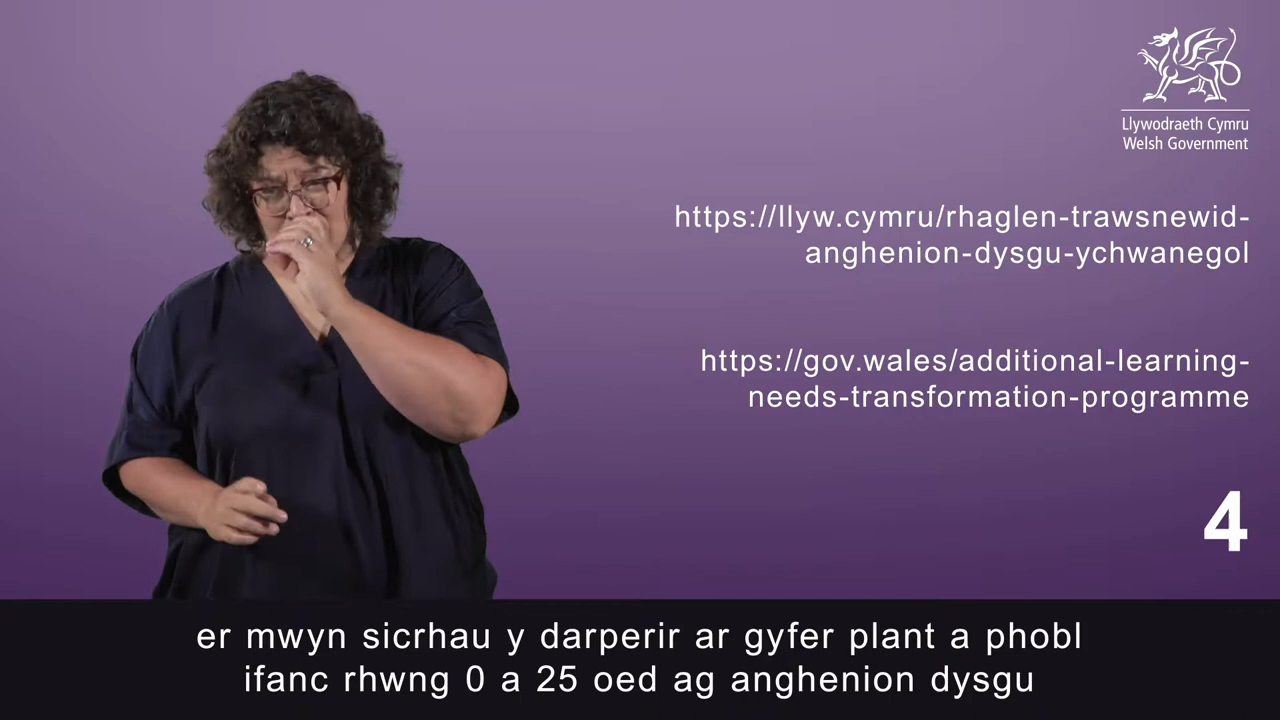 Llywodraeth Cymru
Welsh Government
https://llyw.cymru/rhaglen-trawsnewid-
anghenion-dysgu-ychwanegol
https://gov.wales/additional-learning-
needs-transformation-programme
4
er mwyn sicrhau y darperir ar gyfer plant a phobl
ifanc rhwng 0 a 25 oed ag anghenion dysgu